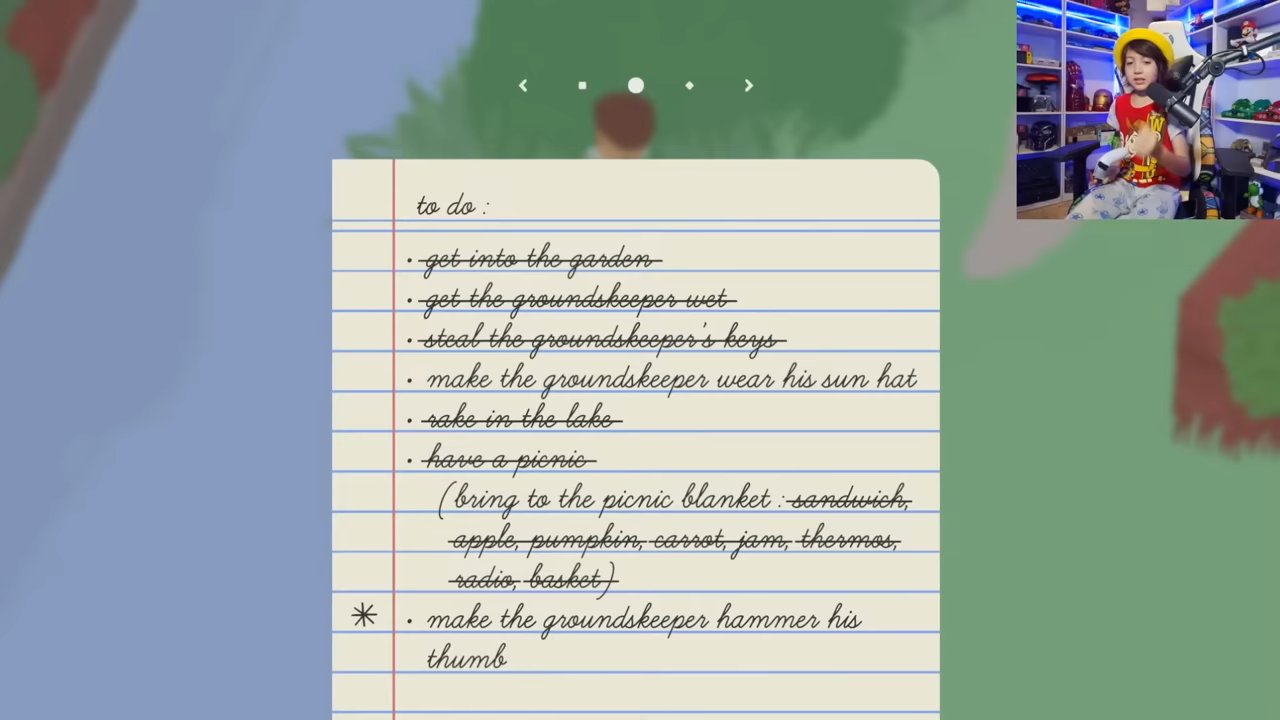 to do :
• get into the garden
• get the groundskeeper wet
• steal the groundskeeper's keys
• make the groundskeeper wear his sun hat
• rake in the lake
• have a picnic
(bring to the picnic blanket : sandwich,
apple, pumpkin, carrot, jam, thermos,
radio, basket)
• make the groundskeeper hammer his
thumb